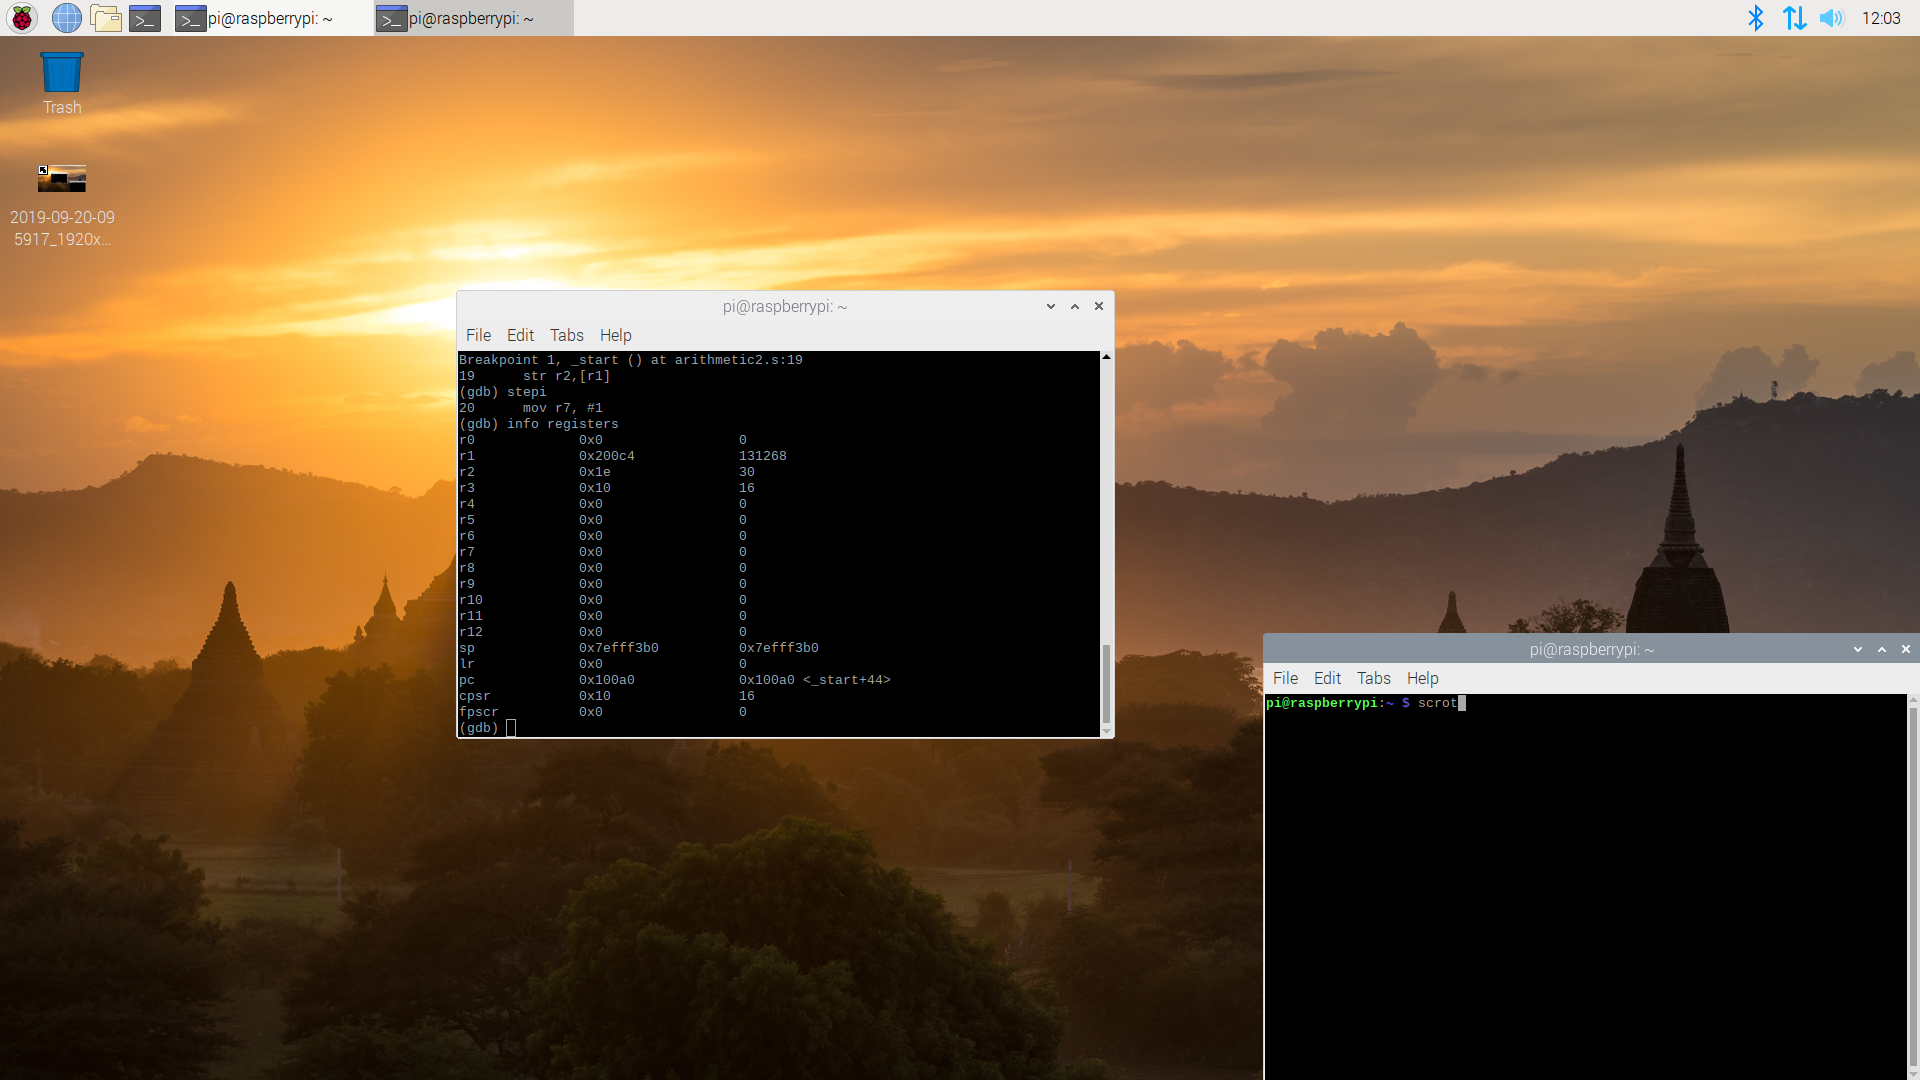 pi@raspberrypi: ~
pi@raspberrypi: ~
12:03
Trash
2019-09-20-09
5917_1920x...
pi@raspberrypi: ~
File Edit Tabs Help
Breakpoint 1, _start () at arithmetic2.s:19
19      str r2,[r1]
(gdb) stepi
20      mov r7, #1
(gdb) info registers
r0             0x0                 0
r1             0x200c4             131268
r2             0x1e                30
r3             0x10                16
r4             0x0                 0
r5             0x0                 0
r6             0x0                 0
r7             0x0                 0
r8             0x0                 0
r9             0x0                 0
r10            0x0                 0
r11            0x0                 0
r12            0x0                 0
sp             0x7efff3b0          0x7efff3b0
lr             0x0                 0
pc             0x100a0             0x100a0 <_start+44>
cpsr           0x10                16
fpscr          0x0                 0
(gdb)
pi@raspberrypi: ~
File Edit Tabs Help
pi@raspberrypi:~ $ scrot